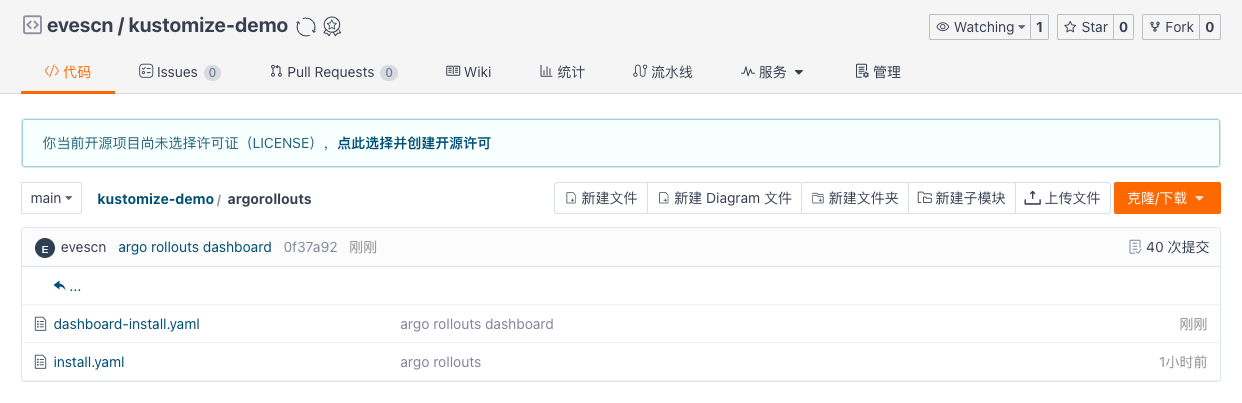 evescn / kustomize-demo
Watching 1 Star 0 Fork 0
代码 Issues 0 Pull Requests 0 Wiki 统计 流水线 服务 管理
你当前开源项目尚未选择许可证（LICENSE），点此选择并创建开源许可
main kustomize-demo / argorollouts 新建文件 新建 Diagram 文件 新建文件夹 新建子模块 上传文件 克隆/下载
E evescn argo rollouts dashboard 0f37a92 刚刚 40 次提交
...
dashboard-install.yaml argo rollouts dashboard 刚刚
install.yaml argo rollouts 1小时前